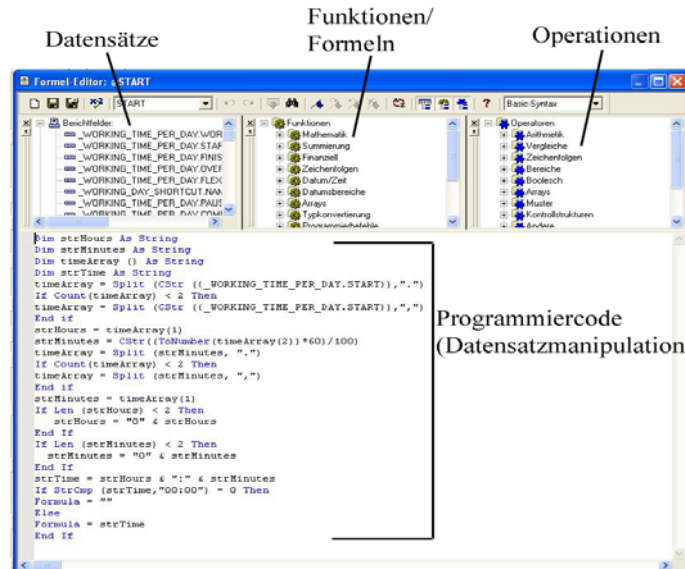 Datensätze
Funktionen/
Formeln
Operationen
Formel-Editor: @START
START
Basic-Syntax
Berichtfelder:
_WORKING_TIME_PER_DAY.WOR
_WORKING_TIME_PER_DAY.STAR
_WORKING_TIME_PER_DAY.FINIS
_WORKING_TIME_PER_DAY.OVER
_WORKING_TIME_PER_DAY.FLEX
_WORKING_DAY_SHORTCUT.NAM
_WORKING_TIME_PER_DAY.PAUS
_WORKING_TIME_PER_DAY.COM
Funktionen
Mathematik
Summierung
Finanziell
Zeichenfolgen
Datum/Zeit
Datumsbereiche
Arrays
Typkonvertierung
Programmierbefehle
Operatoren
Arithmetik
Vergleiche
Zeichenfolgen
Bereiche
Boolesch
Arrays
Muster
Kontrollstrukturen
Andere
Dim strHours As String
Dim strMinutes As String
Dim timeArray () As String
Dim strTime As String
timeArray = Split (CStr ((_WORKING_TIME_PER_DAY.START)),".")
If Count(timeArray) < 2 Then
timeArray = Split (CStr ((_WORKING_TIME_PER_DAY.START)),",")
End if
strHours = timeArray(1)
strMinutes = CStr((ToNumber(timeArray(2))*60)/100)
timeArray = Split (strMinutes, ".")
If Count(timeArray) < 2 Then
timeArray = Split (strMinutes, ",")
End if
strMinutes = timeArray(1)
If Len (strHours) < 2 Then
strHours = "0" & strHours
End If
If Len (strMinutes) < 2 Then
strMinutes = "0" & strMinutes
End If
strTime = strHours & ":" & strMinutes
If StrCmp (strTime,"00:00") = 0 Then
Formula = ""
Else
Formula = strTime
End If
Programmiercode
(Datensatzmanipulation